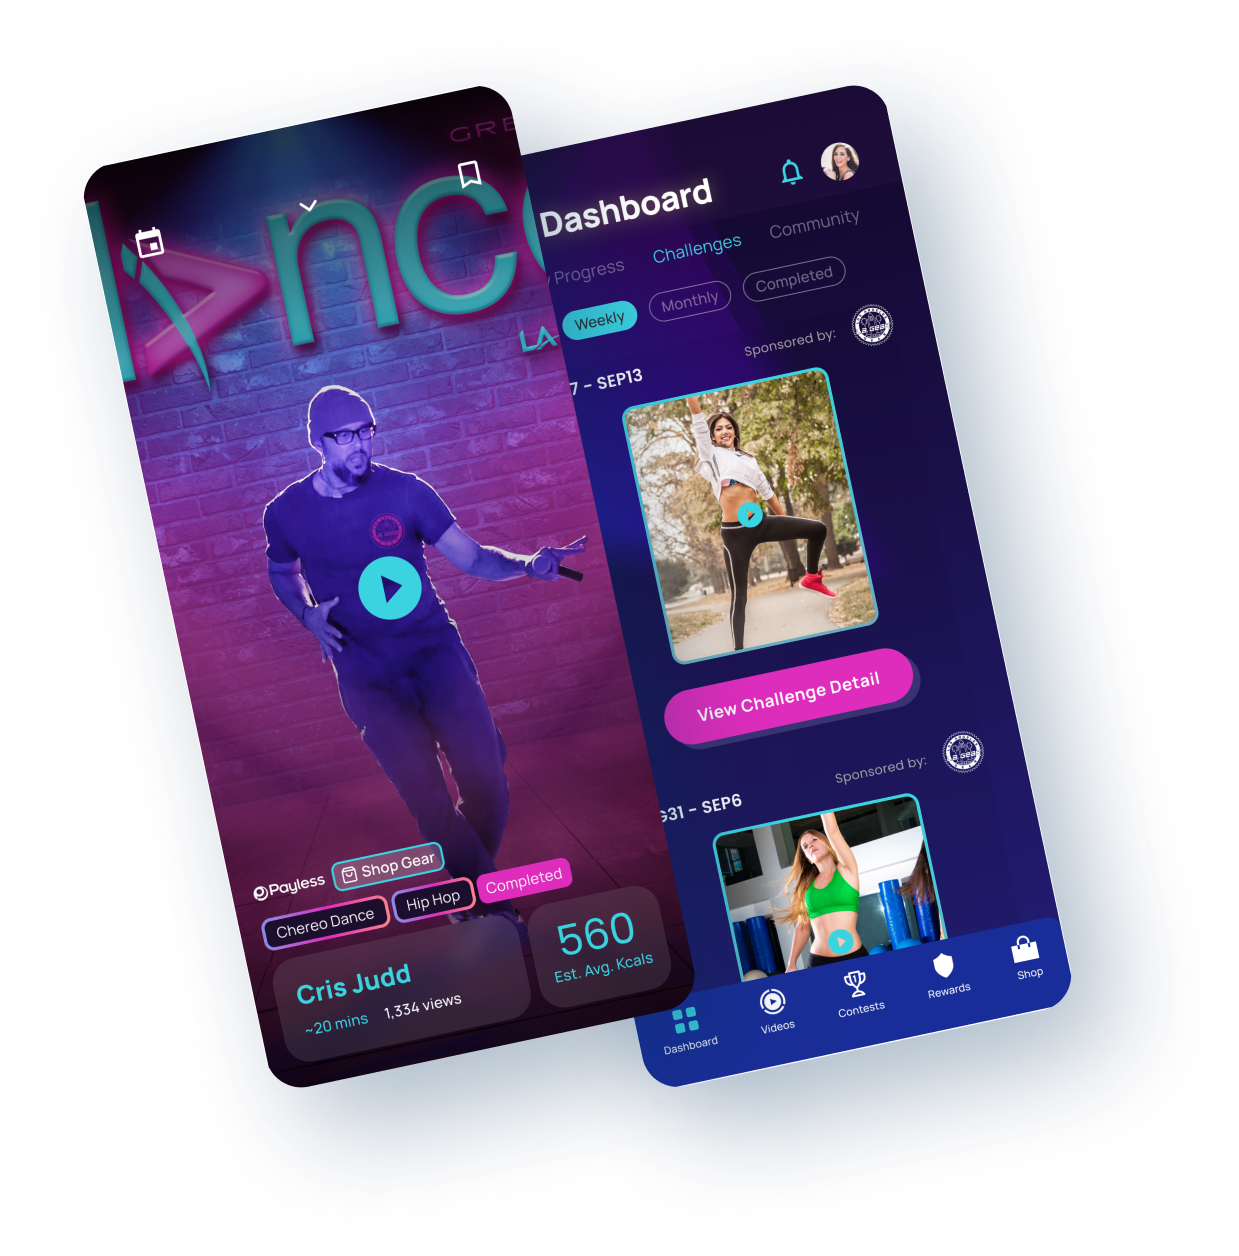 GRE
nce
LA
Payless
Shop Gear
Chereo Dance
Hip Hop
Completed
Cris Judd
~20 mins
1,334 views
560
Est. Avg. Kcals
Dashboard
Progress
Challenges
Community
Weekly
Monthly
Completed
Sponsored by:
7 - SEP13
View Challenge Detail
Sponsored by:
G31 - SEP6
Dashboard
Videos
Contests
Rewards
Shop